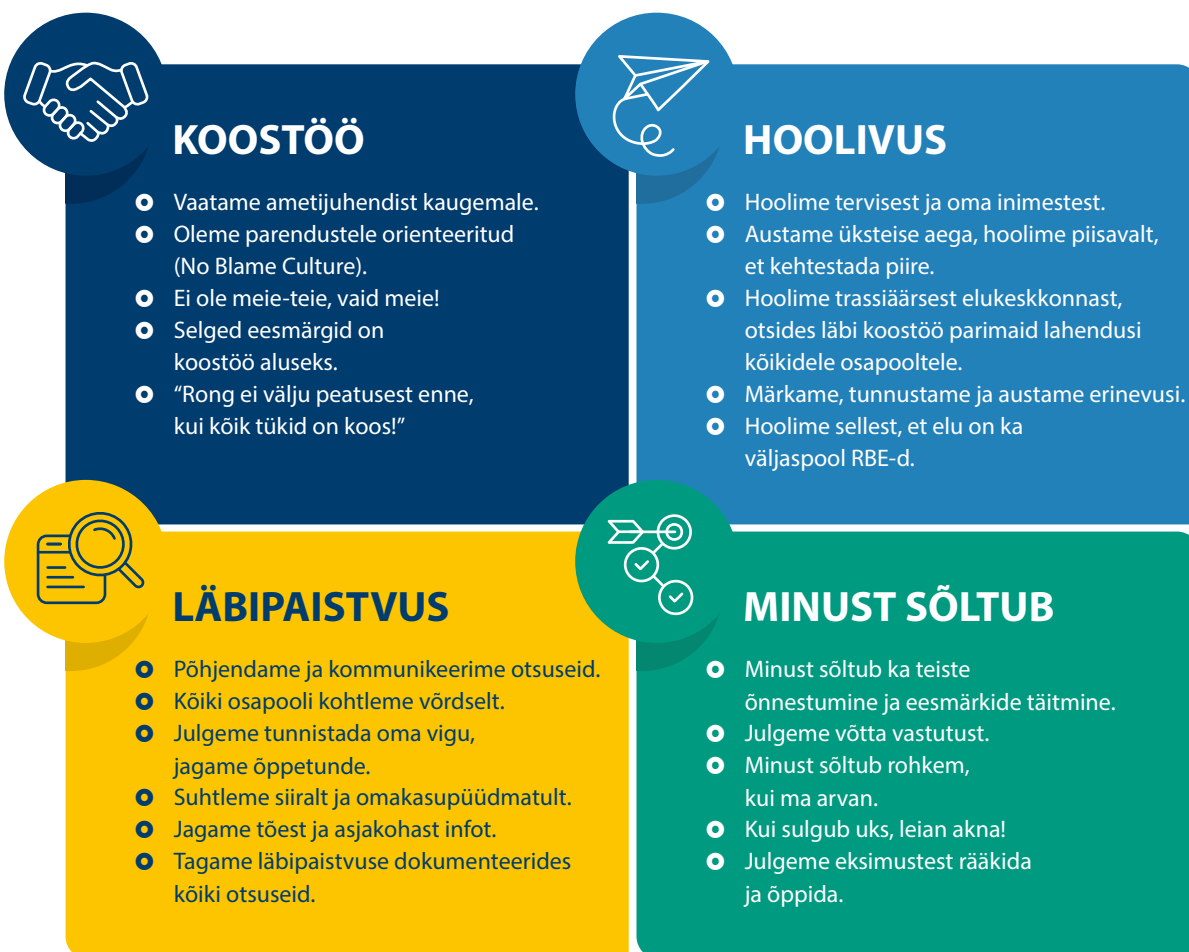 KOOSTÖÖ
Vaatame ametijuhendist kaugemale.
Oleme parendustele orienteeritud
(No Blame Culture).
Ei ole meie-teie, vaid meie!
Selged eesmärgid on
koostöö aluseks.
“Rong ei välju peatusest enne,
kui kõik tükid on koos!”
HOOLIVUS
Hoolime tervisest ja oma inimestest.
Austame üksteise aega, hoolime piisavalt,
et kehtestada piire.
Hoolime trassiäärsest elukeskkonnast,
otsides läbi koostöö parimaid lahendusi
kõikidele osapooltele.
Märkame, tunnustame ja austame erinevusi.
Hoolime sellest, et elu on ka
väljaspool RBE-d.
LÄBIPAISTVUS
Põhjendame ja kommunikeerime otsuseid.
Kõiki osapooli kohtleme võrdselt.
Julgeme tunnistada oma vigu,
jagame õppetunde.
Suhtleme siiralt ja omakasupüüdmatult.
Jagame tõest ja asjakohast infot.
Tagame läbipaistvuse dokumenteerides
kõiki otsuseid.
MINUST SÕLTUB
Minust sõltub ka teiste
õnnestumine ja eesmärkide täitmine.
Julgeme võtta vastutust.
Minust sõltub rohkem,
kui ma arvan.
Kui sulgub uks, leian akna!
Julgeme eksimustest rääkida
ja õppida.